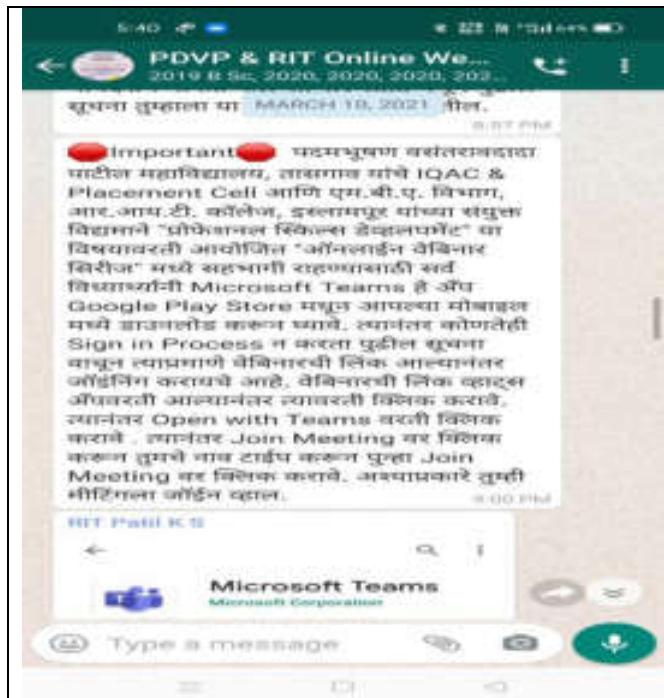 5:40
PDVP & RIT Online We...
2019 B Sc, 2020, 2020, 2020, 202...
सूचना तुम्हाला या
MARCH 19, 2021
8:57 PM
Important पदमभूषण वसंतरावदादा
पाटील महाविद्यालय, तासगाव यांचे IQAC &
Placement Cell आणि एम.बी.ए. विभाग,
आर.आय.टी. कॉलेज, इस्लामपूर यांच्या संयुक्त
विद्यमाने "प्रोफेशनल स्किल्स डेव्हलपमेंट" या
विषयावरती आयोजित "ऑनलाईन वेबिनार
सिरीज" मध्ये सहभागी राहण्यासाठी सर्व
विध्यार्थ्यांनी Microsoft Teams हे ॲप
Google Play Store मधून आपल्या मोबाइल
मध्ये डाउनलोड करून घ्यावे. त्यानंतर कोणतेही
Sign in Process न करता पुढील सूचना
वाचून त्याप्रमाणे वेबिनारची लिंक आल्यानंतर
जॉईनिंग करायचे आहे. वेबिनारची लिंक व्हाट्स
ॲपवरती आल्यानंतर त्यावरती क्लिक करावे.
त्यानंतर Open with Teams वरती क्लिक
करावे . त्यानंतर Join Meeting वर क्लिक
करून तुमचे नाव टाईप करून पुन्हा Join
Meeting वर क्लिक करावे. अश्याप्रकारे तुम्ही
मीटिंगला जॉईन व्हाल.
9:00 PM
RIT Patil K S
Microsoft Teams
Microsoft Corporation
Type a message